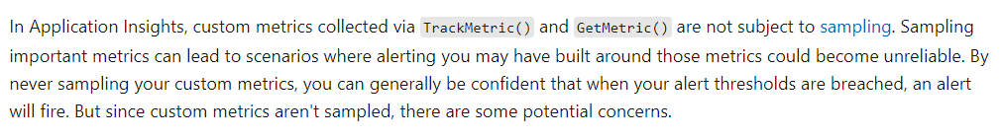 In Application Insights, custom metrics collected via TrackMetric() and GetMetric() are not subject to sampling. Sampling
important metrics can lead to scenarios where alerting you may have built around those metrics could become unreliable. By
never sampling your custom metrics, you can generally be confident that when your alert thresholds are breached, an alert
will fire. But since custom metrics aren't sampled, there are some potential concerns.